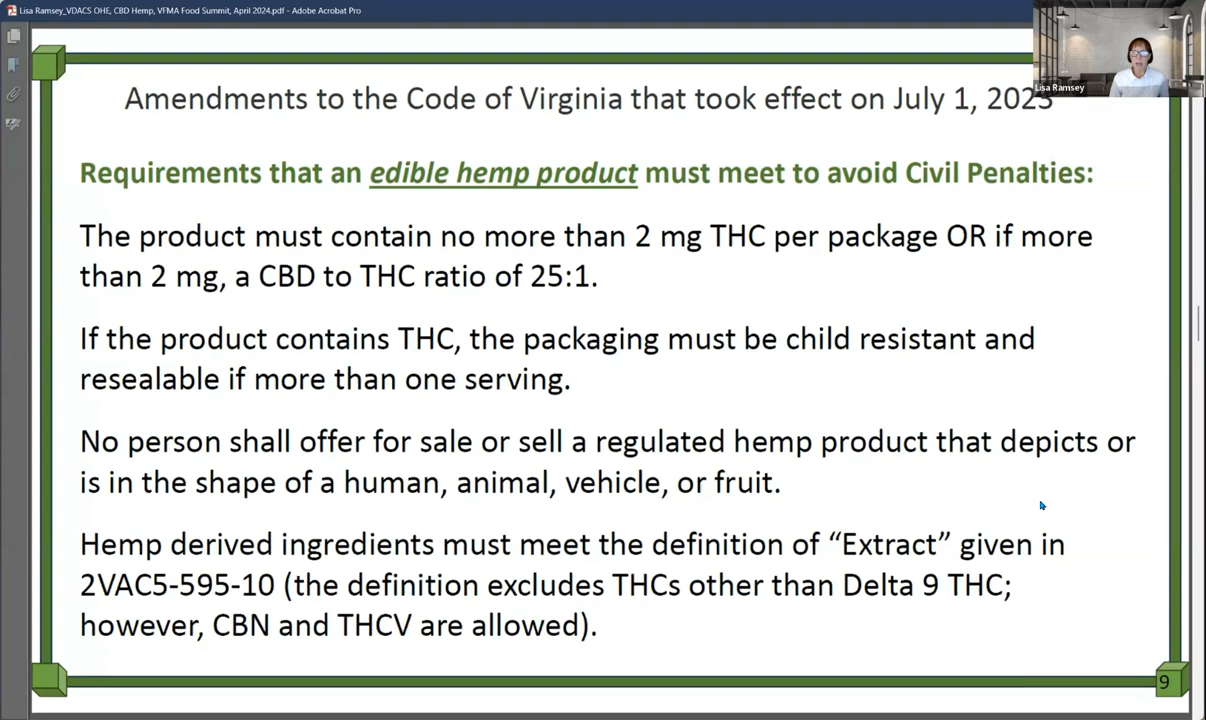 Lisa Ramsey_VDACS OHE, CBD Hemp, VFMA Food Summit, April 2024.pdf - Adobe Acrobat Pro
Lisa Ramsey
Amendments to the Code of Virginia that took effect on July 1, 2023
Requirements that an edible hemp product must meet to avoid Civil Penalties:
The product must contain no more than 2 mg THC per package OR if more
than 2 mg, a CBD to THC ratio of 25:1.
If the product contains THC, the packaging must be child resistant and
resealable if more than one serving.
No person shall offer for sale or sell a regulated hemp product that depicts or
is in the shape of a human, animal, vehicle, or fruit.
Hemp derived ingredients must meet the definition of “Extract” given in
2VAC5-595-10 (the definition excludes THCs other than Delta 9 THC;
however, CBN and THCV are allowed).
9